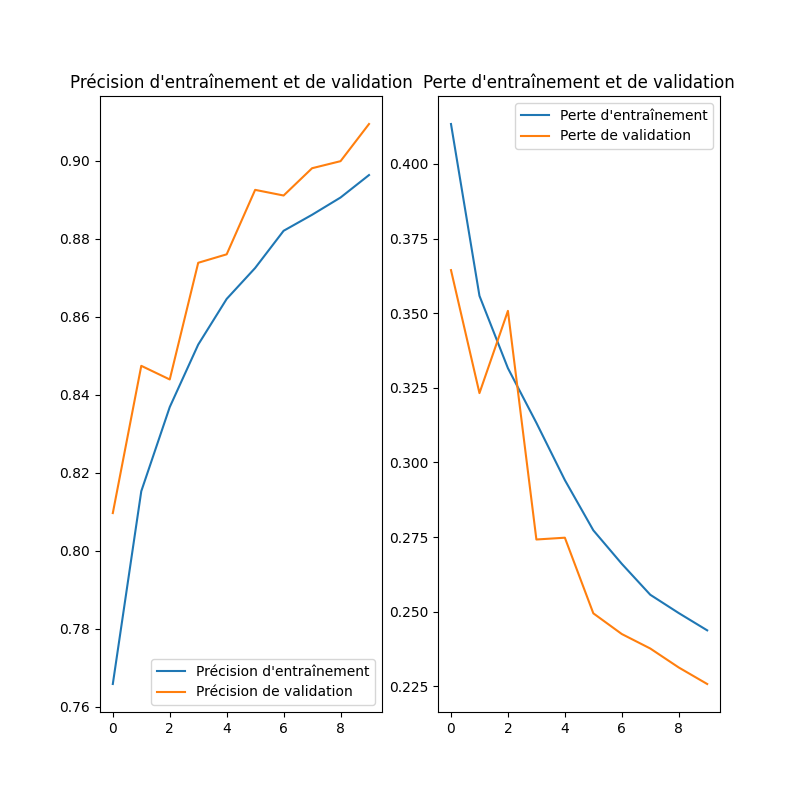 Précision d'entraînement et de validation
0.90
0.88
0.86
0.84
0.82
0.80
0.78
0.76
0 2 4 6 8
Précision d'entraînement
Précision de validation
Perte d'entraînement et de validation
0.400
0.375
0.350
0.325
0.300
0.275
0.250
0.225
0 2 4 6 8
Perte d'entraînement
Perte de validation